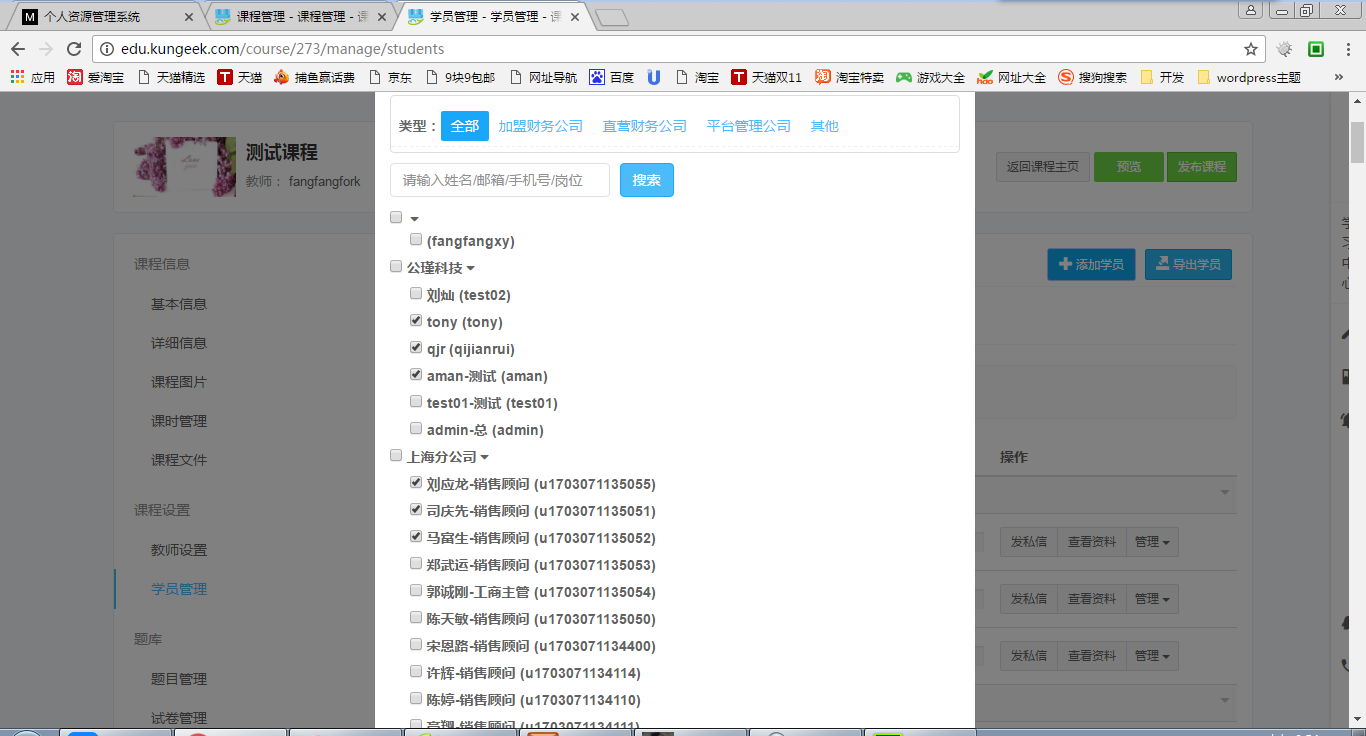 个人资源管理系统
课程管理 - 课程管理 - 课
学员管理 - 学员管理 - 课
edu.kungeek.com/course/273/manage/students
应用 爱淘宝 天猫精选 天猫 捕鱼赢话费 京东 9块9包邮 网址导航 百度 淘宝 天猫双11 淘宝特卖 游戏大全 网址大全 搜狗搜索 开发 wordpress主题 »
类型： 全部 加盟财务公司 直营财务公司 平台管理公司 其他
测试课程
教师： fangfangfork
返回课程主页 预览 发布课程
请输入姓名/邮箱/手机号/岗位 搜索
(fangfangxy)
公瑾科技
刘灿 (test02)
tony (tony)
qjr (qijianrui)
aman-测试 (aman)
test01-测试 (test01)
admin-总 (admin)
上海分公司
刘应龙-销售顾问 (u1703071135055)
司庆先-销售顾问 (u1703071135051)
马富生-销售顾问 (u1703071135052)
郑武运-销售顾问 (u1703071135053)
郭诚刚-工商主管 (u1703071135054)
陈天敏-销售顾问 (u1703071135050)
宋恩路-销售顾问 (u1703071134400)
许辉-销售顾问 (u1703071134114)
陈婷-销售顾问 (u1703071134110)
高翔-销售顾问 (u1703071134111)
课程信息
基本信息
详细信息
课程图片
课时管理
课程文件
课程设置
教师设置
学员管理
题库
题目管理
试卷管理
添加学员 导出学员
操作
发私信 查看资料 管理
发私信 查看资料 管理
发私信 查看资料 管理
学
习
中
心